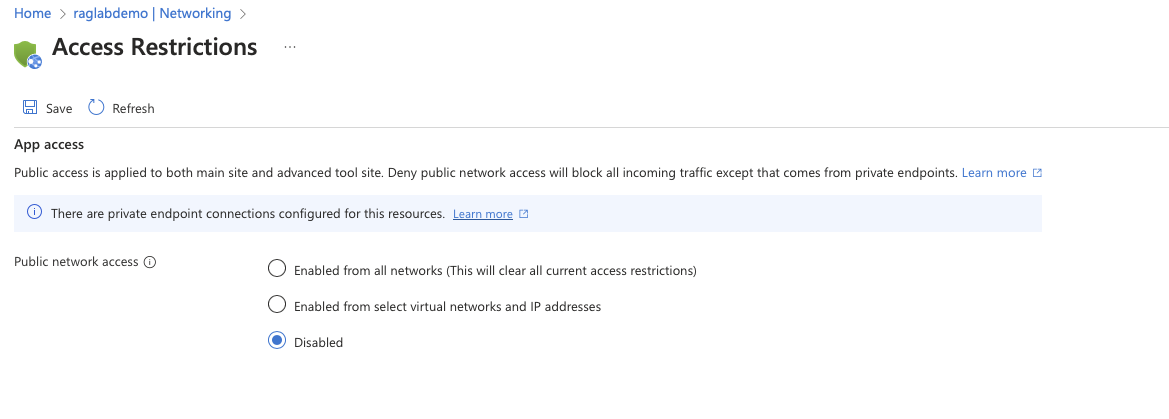 Home > raglabdemo | Networking >
Access Restrictions ...
Save Refresh
App access
Public access is applied to both main site and advanced tool site. Deny public network access will block all incoming traffic except that comes from private endpoints. Learn more
There are private endpoint connections configured for this resources. Learn more
Public network access
Enabled from all networks (This will clear all current access restrictions)
Enabled from select virtual networks and IP addresses
Disabled